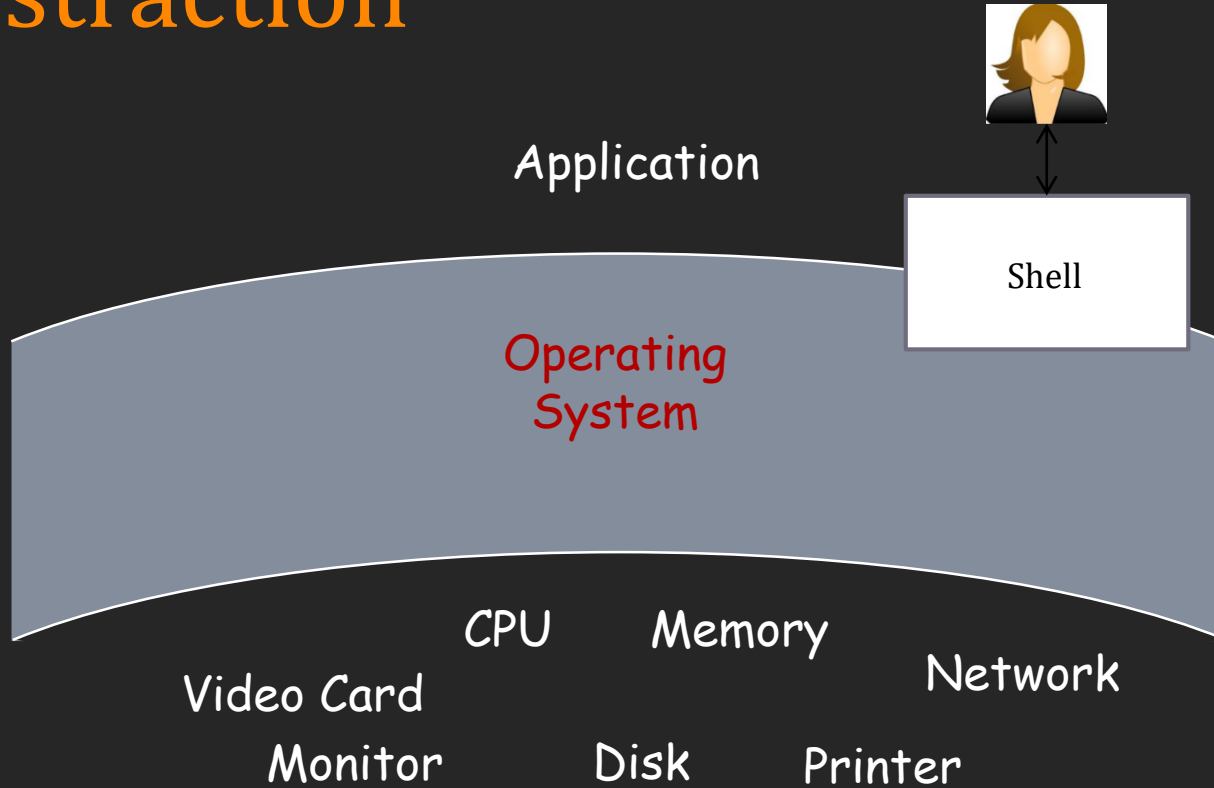 straction
Application
Shell
Operating
System
CPU Memory
Network
Video Card
Monitor Disk Printer